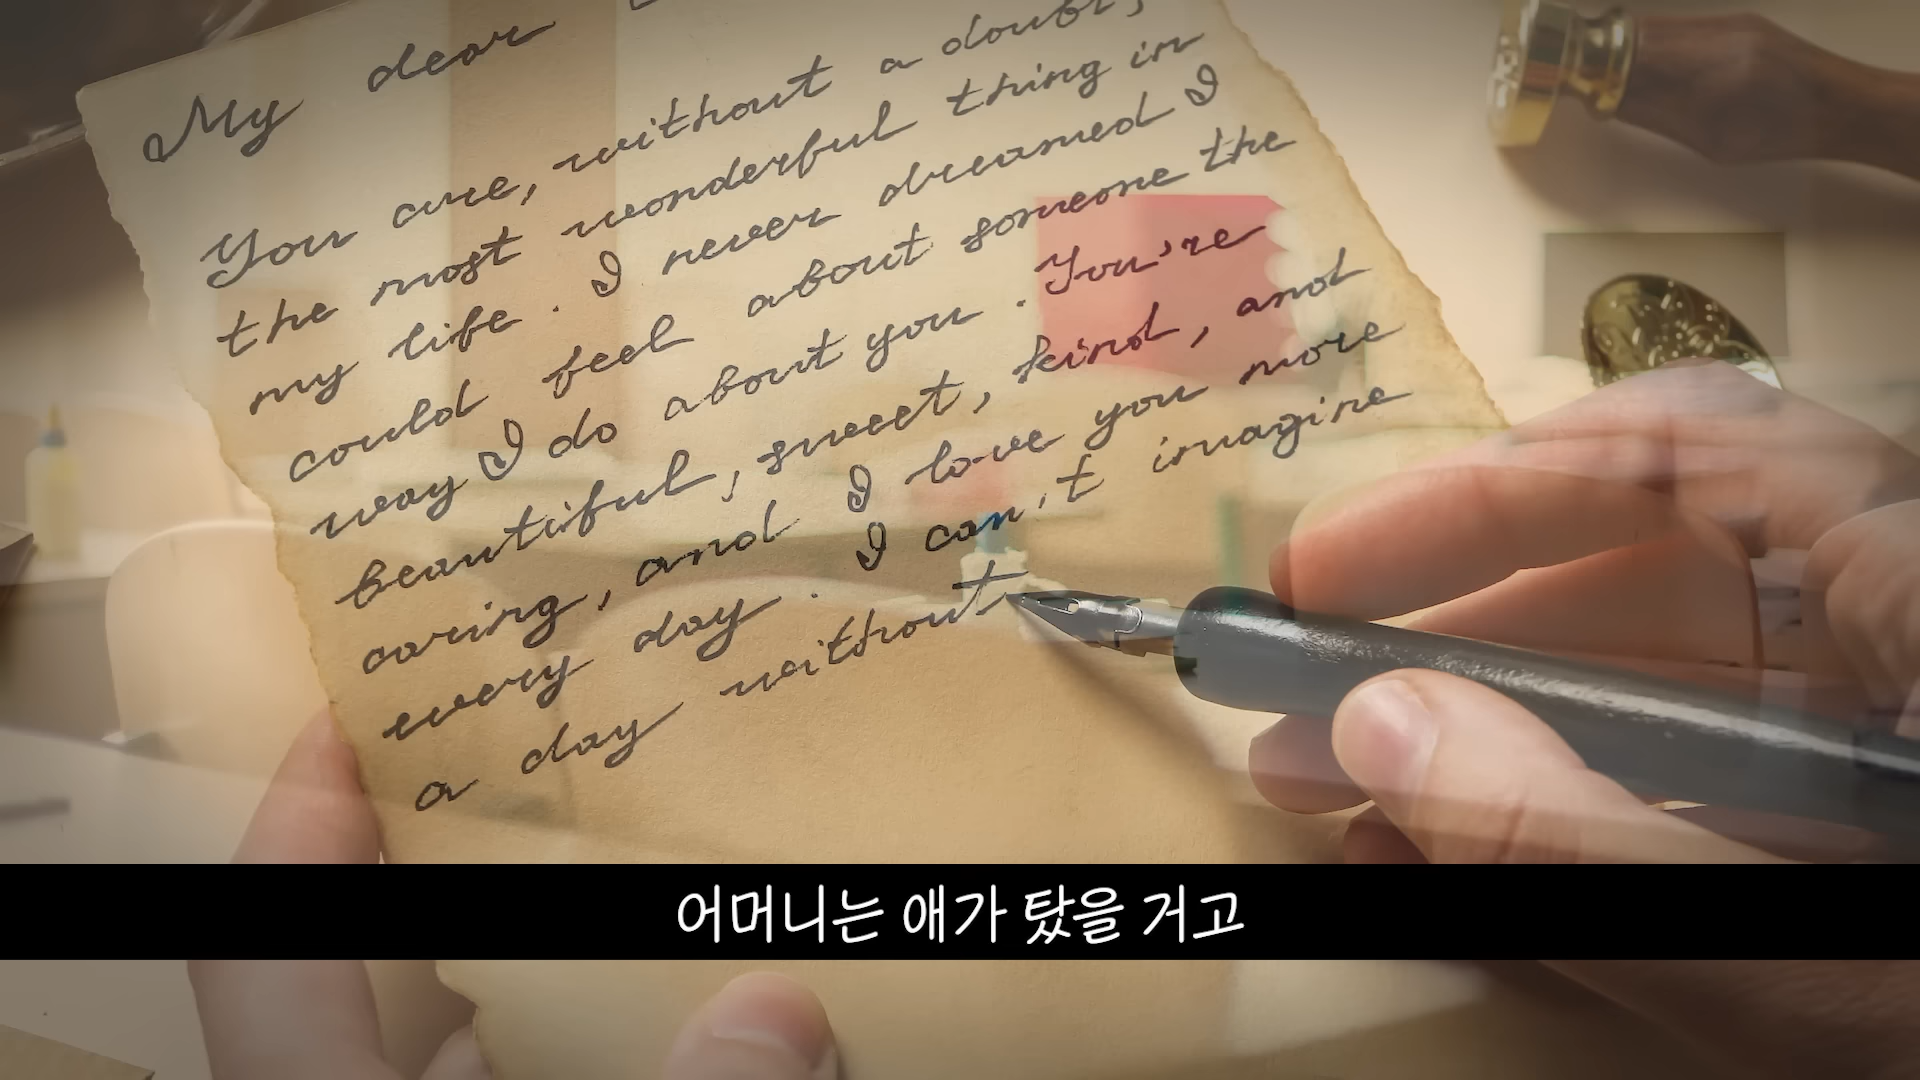 My dear
You are, without a doubt,
the most wonderful thing in
my life. I never dreamed I
could feel about someone the
way I do about you. You're
beautiful, sweet, kind, and
caring, and I love you more
every day. I can't imagine
a day without
어머니는 애가 탔을 거고